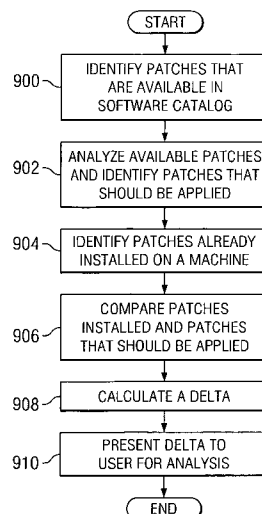 START
900
IDENTIFY PATCHES THAT
ARE AVAILABLE IN
SOFTWARE CATALOG
902
ANALYZE AVAILABLE PATCHES
AND IDENTIFY PATCHES THAT
SHOULD BE APPLIED
904
IDENTIFY PATCHES ALREADY
INSTALLED ON A MACHINE
906
COMPARE PATCHES
INSTALLED AND PATCHES
THAT SHOULD BE APPLIED
908
CALCULATE A DELTA
910
PRESENT DELTA TO
USER FOR ANALYSIS
END